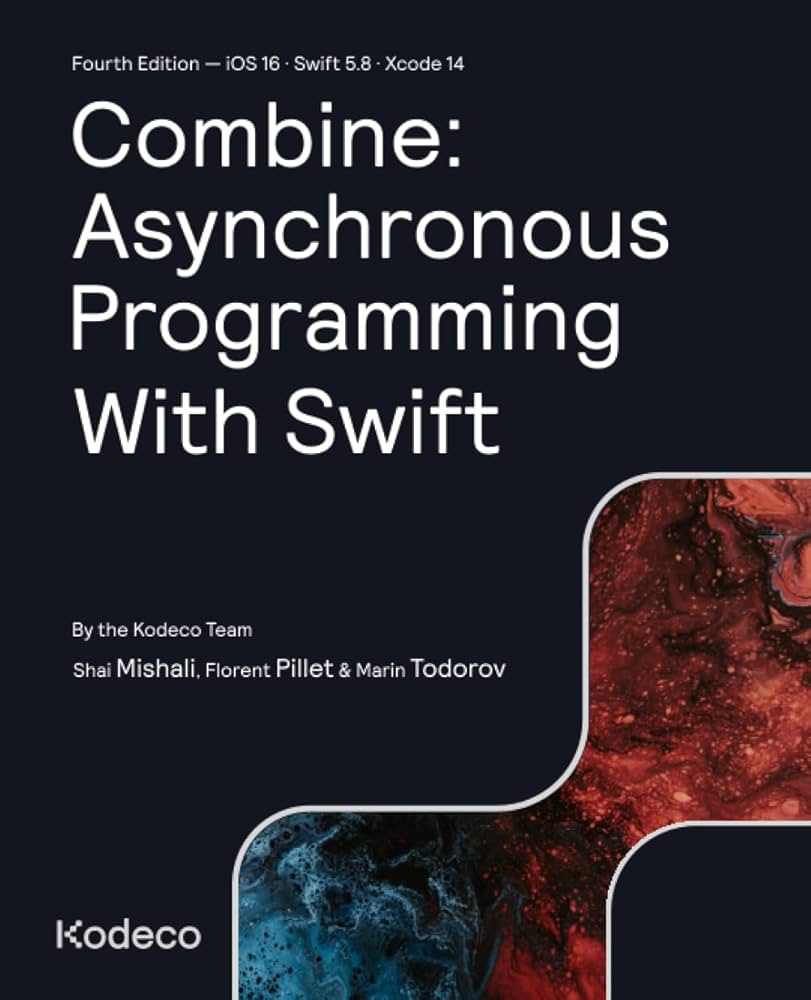 Fourth Edition — iOS 16 · Swift 5.8 · Xcode 14
Combine:
Asynchronous
Programming
With Swift
By the Kodeco Team
Shai Mishali, Florent Pillet & Marin Todorov
Kodeco